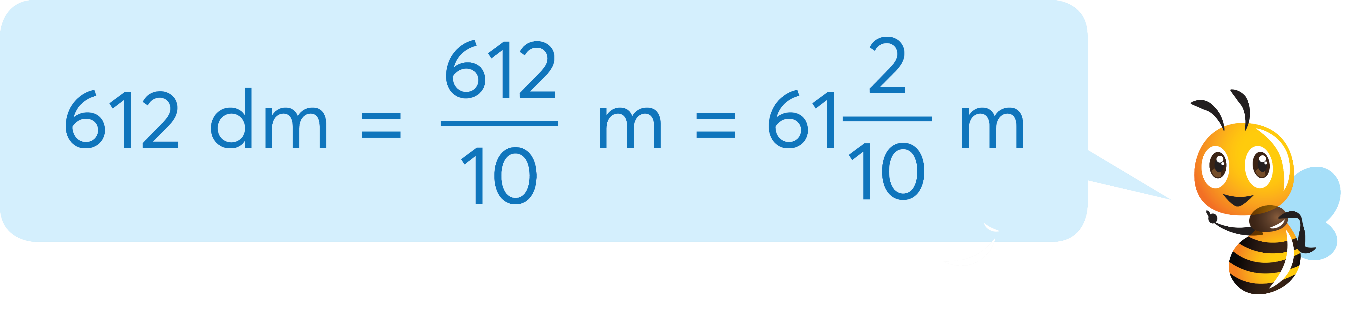 612 dm = 612/10 m = 61 2/10 m